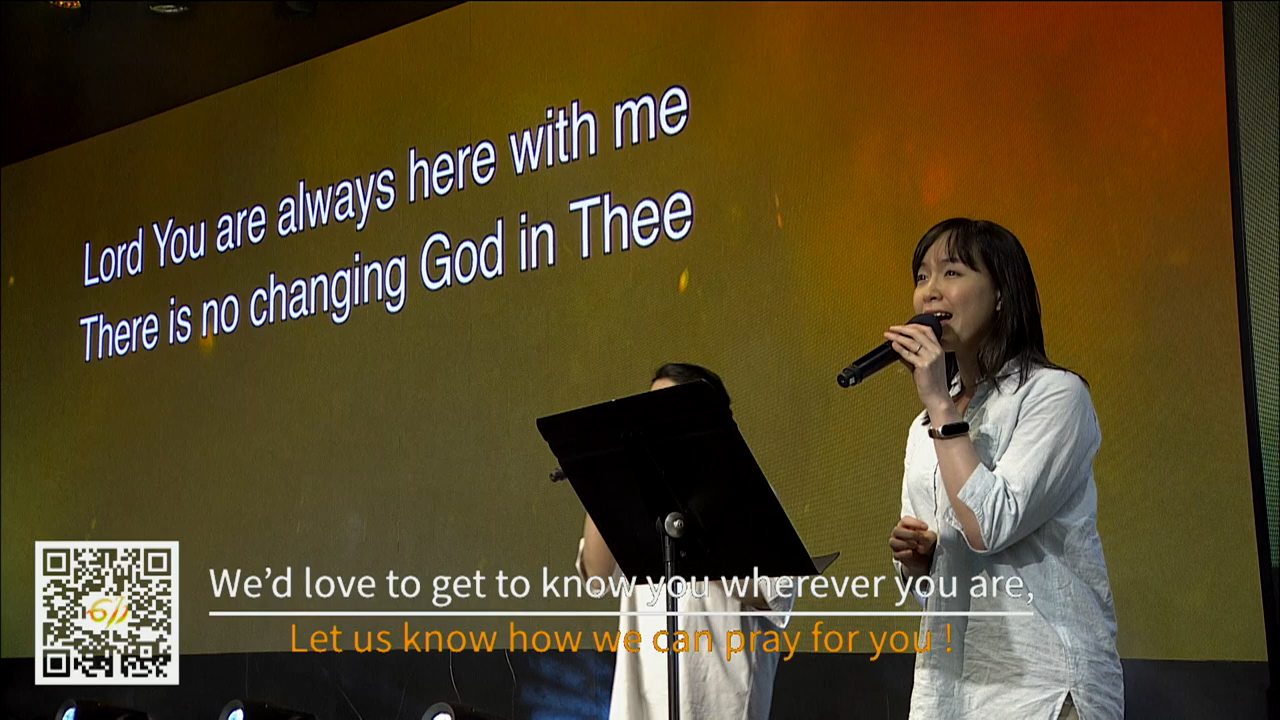 Lord You are always here with me
There is no changing God in Thee
We’d love to get to know you wherever you are,
Let us know how we can pray for you !